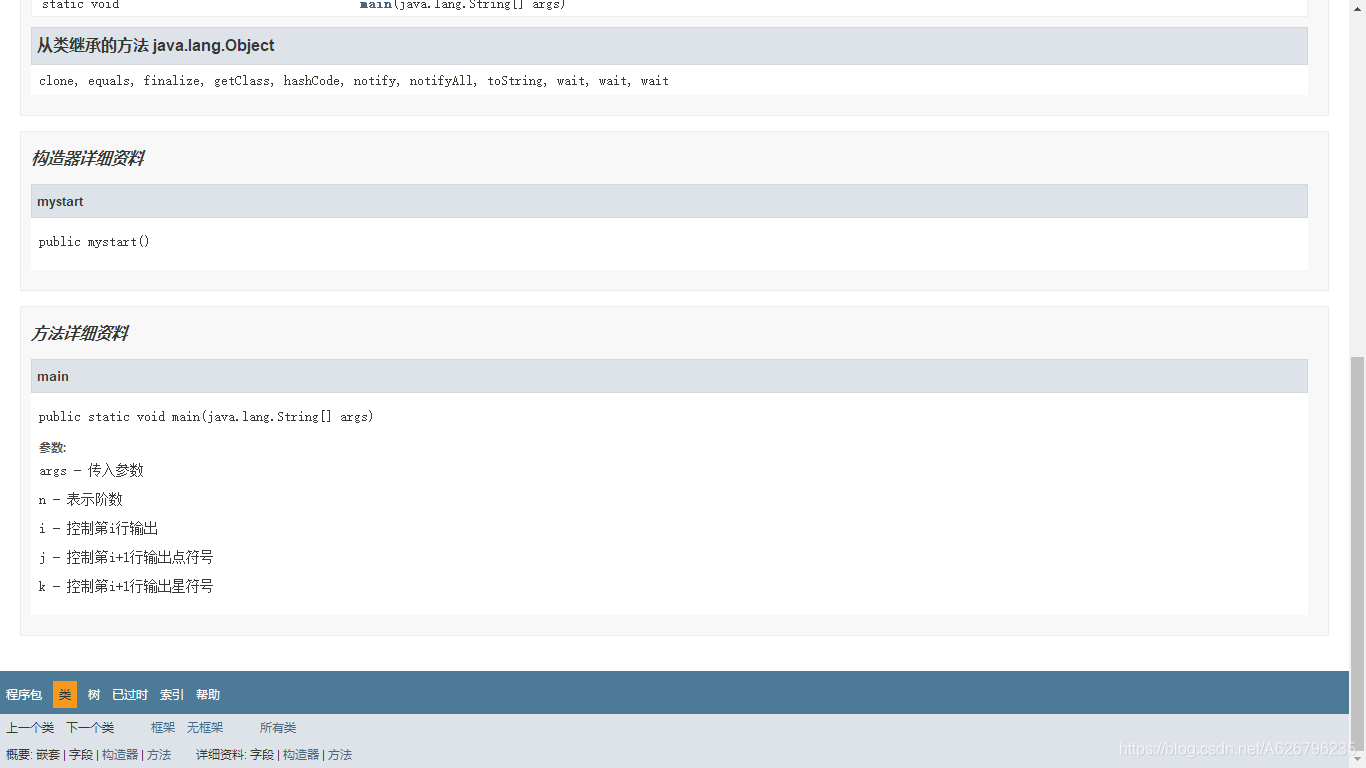 static void main(java.lang.String[] args)
从类继承的方法 java.lang.Object
clone, equals, finalize, getClass, hashCode, notify, notifyAll, toString, wait, wait, wait
构造器详细资料
mystart
public mystart()
方法详细资料
main
public static void main(java.lang.String[] args)
参数:
args - 传入参数
n - 表示阶数
i - 控制第i行输出
j - 控制第i+1行输出点符号
k - 控制第i+1行输出星符号
程序包 类 树 已过时 索引 帮助
上一个类 下一个类 框架 无框架 所有类
概要: 嵌套 | 字段 | 构造器 | 方法 详细资料: 字段 | 构造器 | 方法
https://blog.csdn.net/A626796235